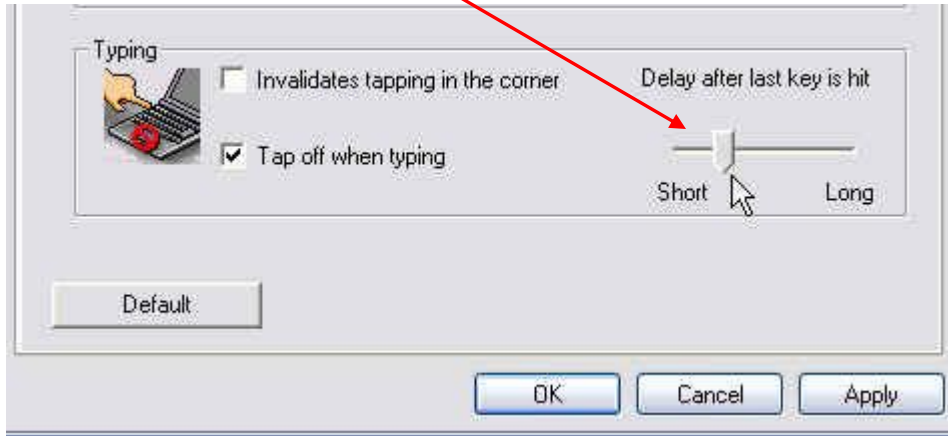 Typing
Invalidates tapping in the corner
Delay after last key is hit
Tap off when typing
Short
Long
Default
OK
Cancel
Apply